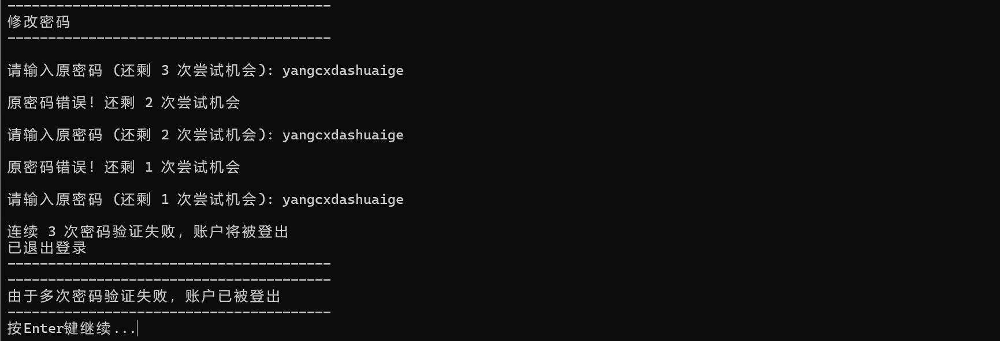 ----------------------------------------
修改密码
----------------------------------------
请输入原密码（还剩 3 次尝试机会）：yangcxdashuaige
原密码错误！还剩 2 次尝试机会
请输入原密码（还剩 2 次尝试机会）：yangcxdashuaige
原密码错误！还剩 1 次尝试机会
请输入原密码（还剩 1 次尝试机会）：yangcxdashuaige
连续 3 次密码验证失败，账户将被登出
已退出登录
----------------------------------------
----------------------------------------
由于多次密码验证失败，账户已被登出
----------------------------------------
按Enter键继续...